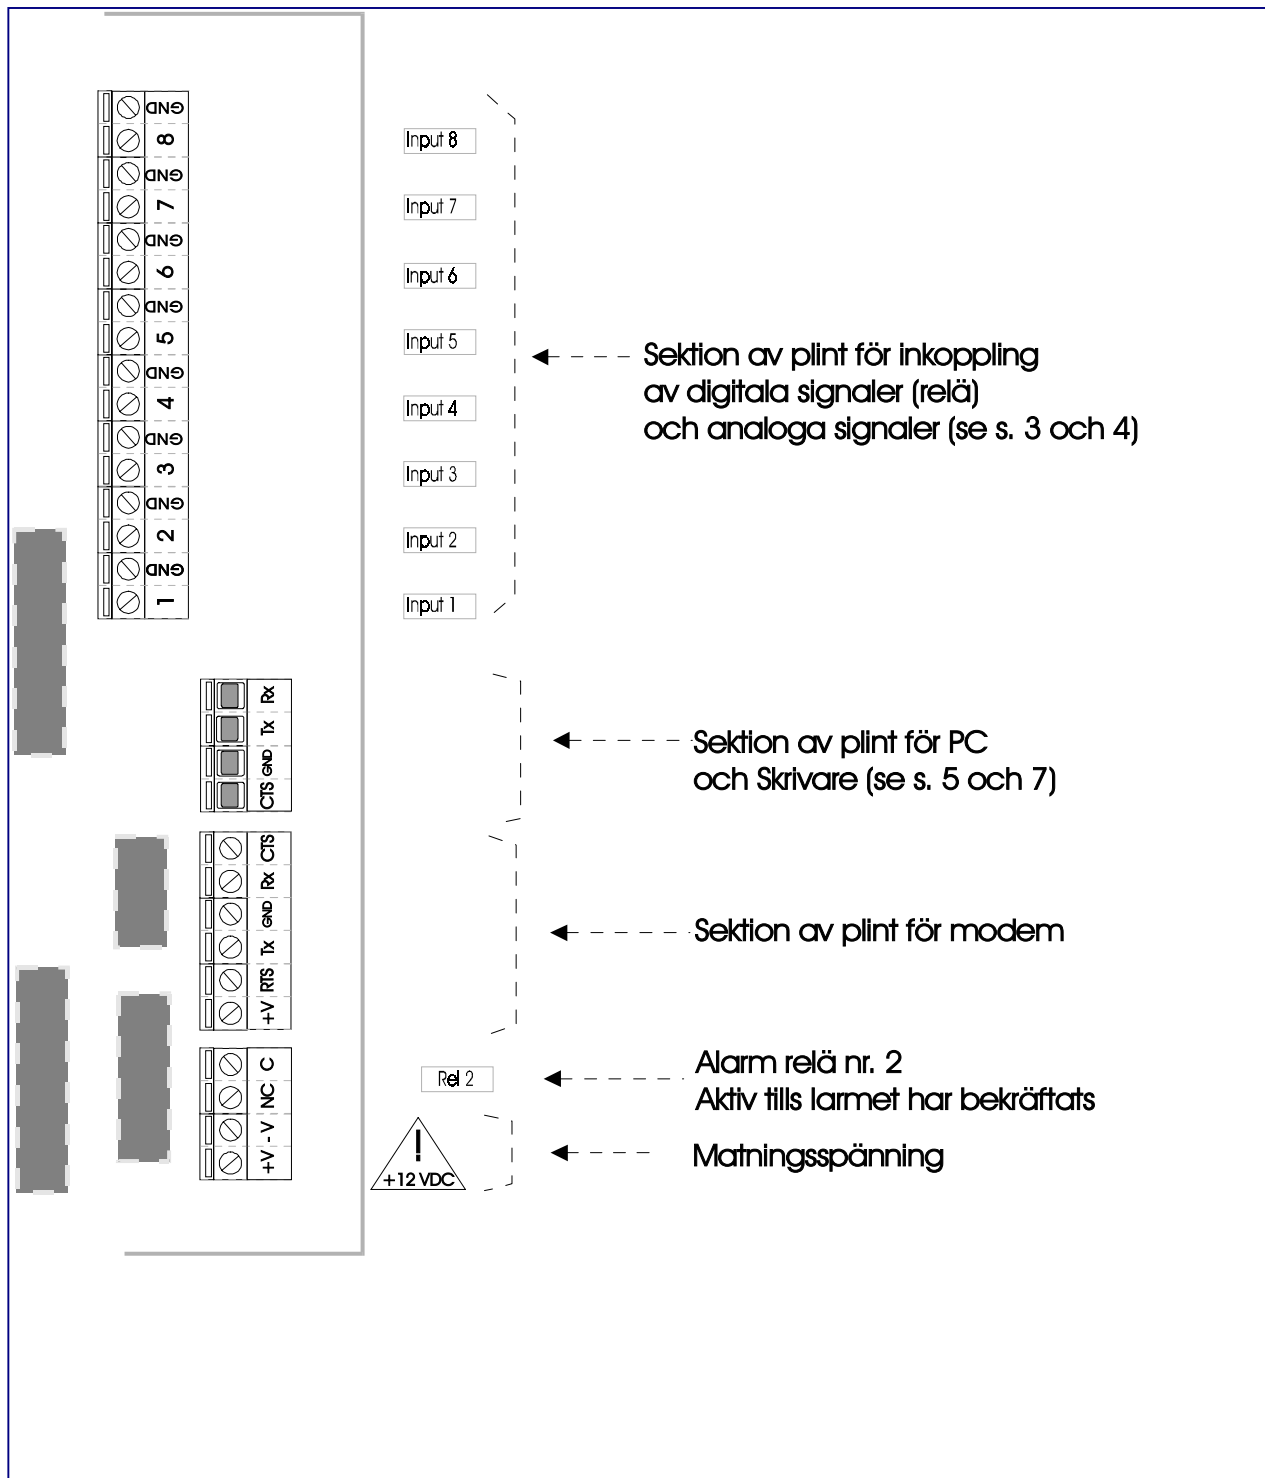 GND
8
GND
7
GND
6
GND
5
GND
4
GND
3
GND
2
GND
1
Input 8
Input 7
Input 6
Input 5
Input 4
Input 3
Input 2
Input 1
Sektion av plint för inkoppling
av digitala signaler (relä)
och analoga signaler (se s. 3 och 4)
Rx
Tx
GND
CTS
Sektion av plint för PC
och Skrivare (se s. 5 och 7)
CTS
Rx
GND
Tx
RTS
+V
Sektion av plint för modem
C
NC
- V
+V
Rel 2
Alarm relä nr. 2
Aktiv tills larmet har bekräftats
!
+12 VDC
Matningsspänning